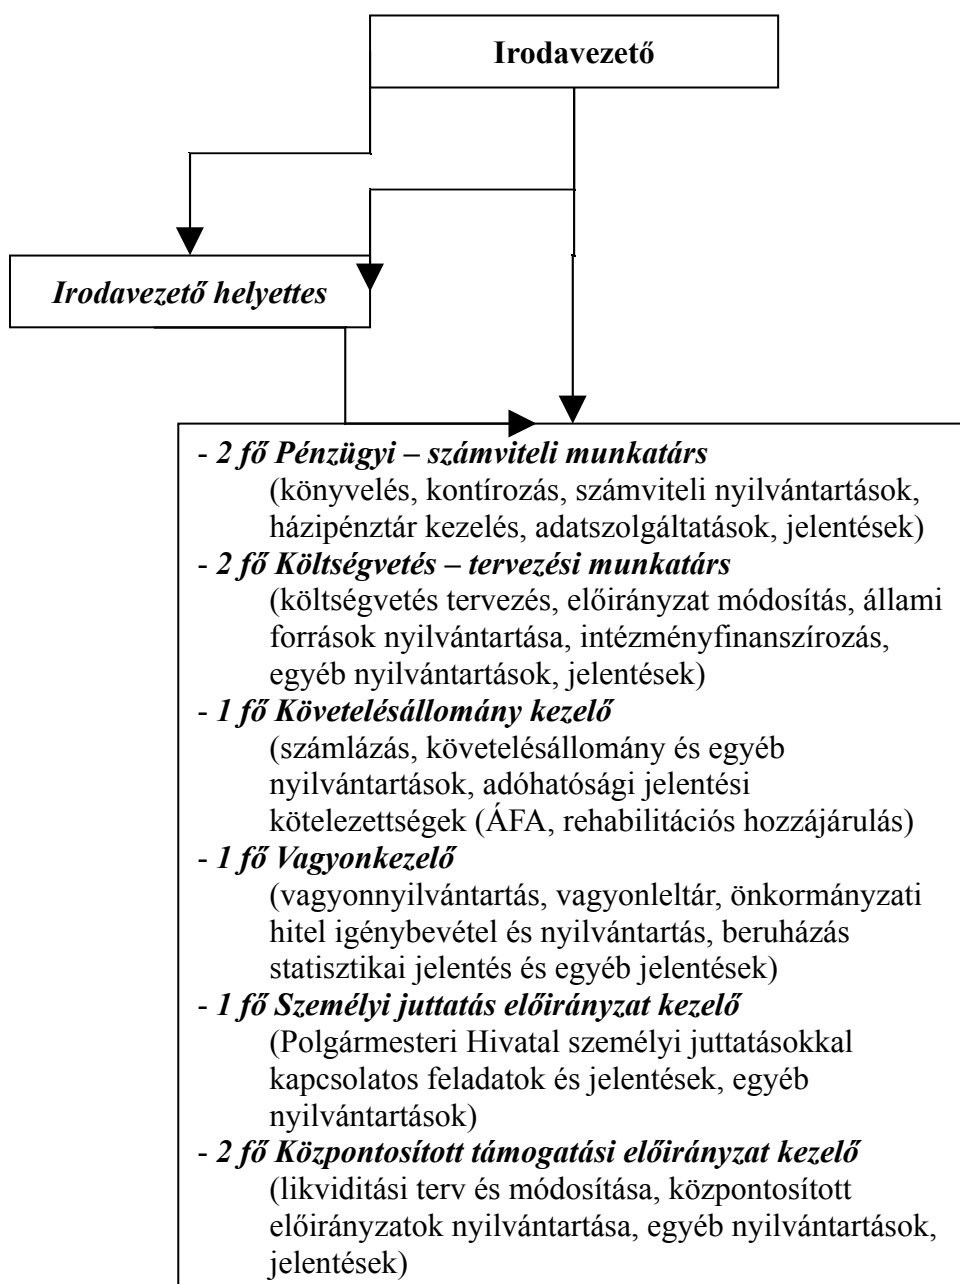 Irodavezető
Irodavezető helyettes
- 2 fő Pénzügyi – számviteli munkatárs
(könyvelés, kontírozás, számviteli nyilvántartások,
házipénztár kezelés, adatszolgáltatások, jelentések)
- 2 fő Költségvetés – tervezési munkatárs
(költségvetés tervezés, előirányzat módosítás, állami
források nyilvántartása, intézményfinanszírozás,
egyéb nyilvántartások, jelentések)
- 1 fő Követelésállomány kezelő
(számlázás, követelésállomány és egyéb
nyilvántartások, adóhatósági jelentési
kötelezettségek (ÁFA, rehabilitációs hozzájárulás)
- 1 fő Vagyonkezelő
(vagyonnyilvántartás, vagyonleltár, önkormányzati
hitel igénybevétel és nyilvántartás, beruházás
statisztikai jelentés és egyéb jelentések)
- 1 fő Személyi juttatás előirányzat kezelő
(Polgármesteri Hivatal személyi juttatásokkal
kapcsolatos feladatok és jelentések, egyéb
nyilvántartások)
- 2 fő Központosított támogatási előirányzat kezelő
(likviditási terv és módosítása, központosított
előirányzatok nyilvántartása, egyéb nyilvántartások,
jelentések)